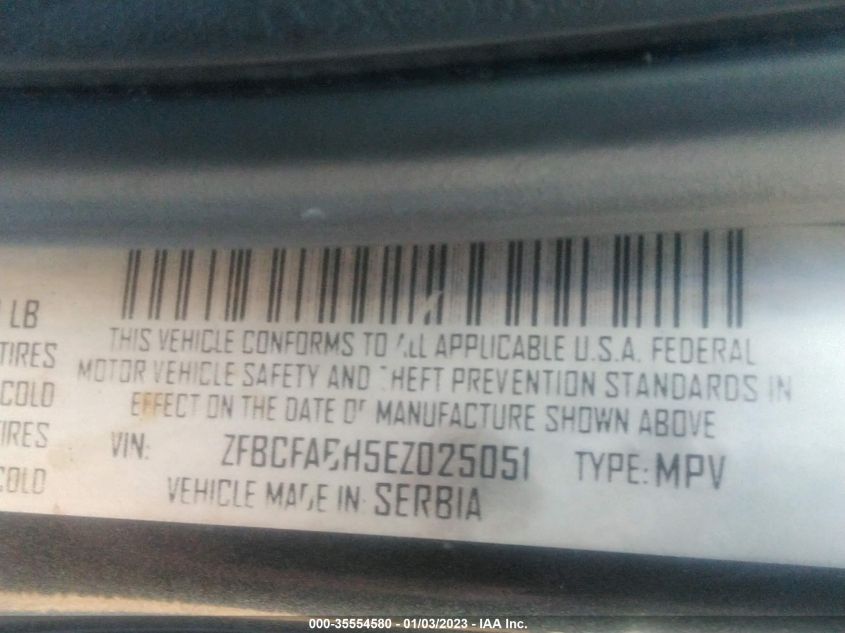 LB
TIRES
COLD
IRES
COLD
THIS VEHICLE CONFORMS TO ALL APPLICABLE U.S.A. FEDERAL
MOTOR VEHICLE SAFETY AND THEFT PREVENTION STANDARDS IN
EFFECT ON THE DATE OF MANUFACTURE SHOWN ABOVE
VIN: ZFBCFABH5EZ025051 TYPE: MPV
VEHICLE MADE IN: SERBIA
000-35554580 - 01/03/2023 - IAA Inc.